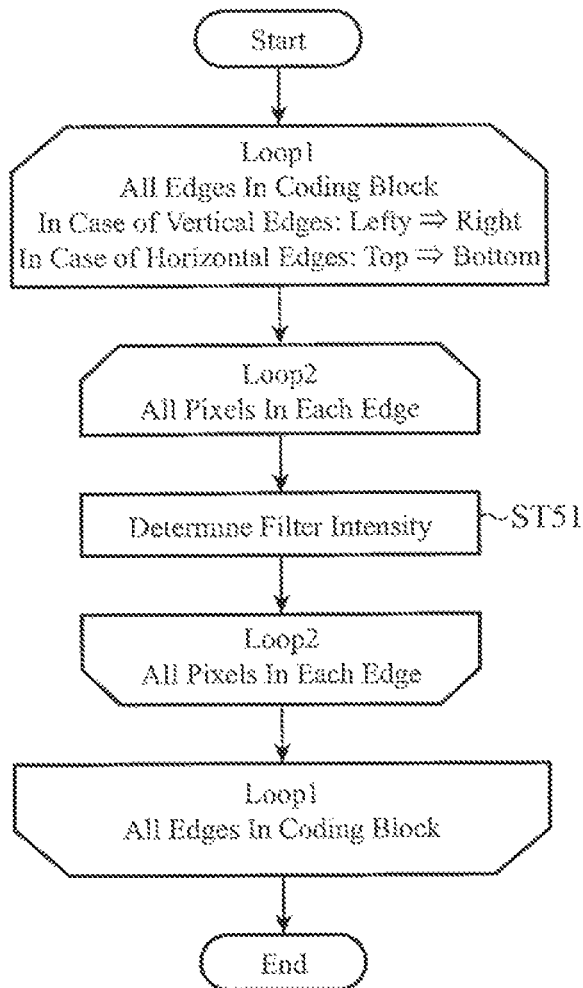 Start
Loop1
All Edges In Coding Block
In Case of Vertical Edges: Lefty ⇒ Right
In Case of Horizontal Edges: Top ⇒ Bottom
Loop2
All Pixels In Each Edge
Determine Filter Intensity
ST51
Loop2
All Pixels In Each Edge
Loop1
All Edges In Coding Block
End